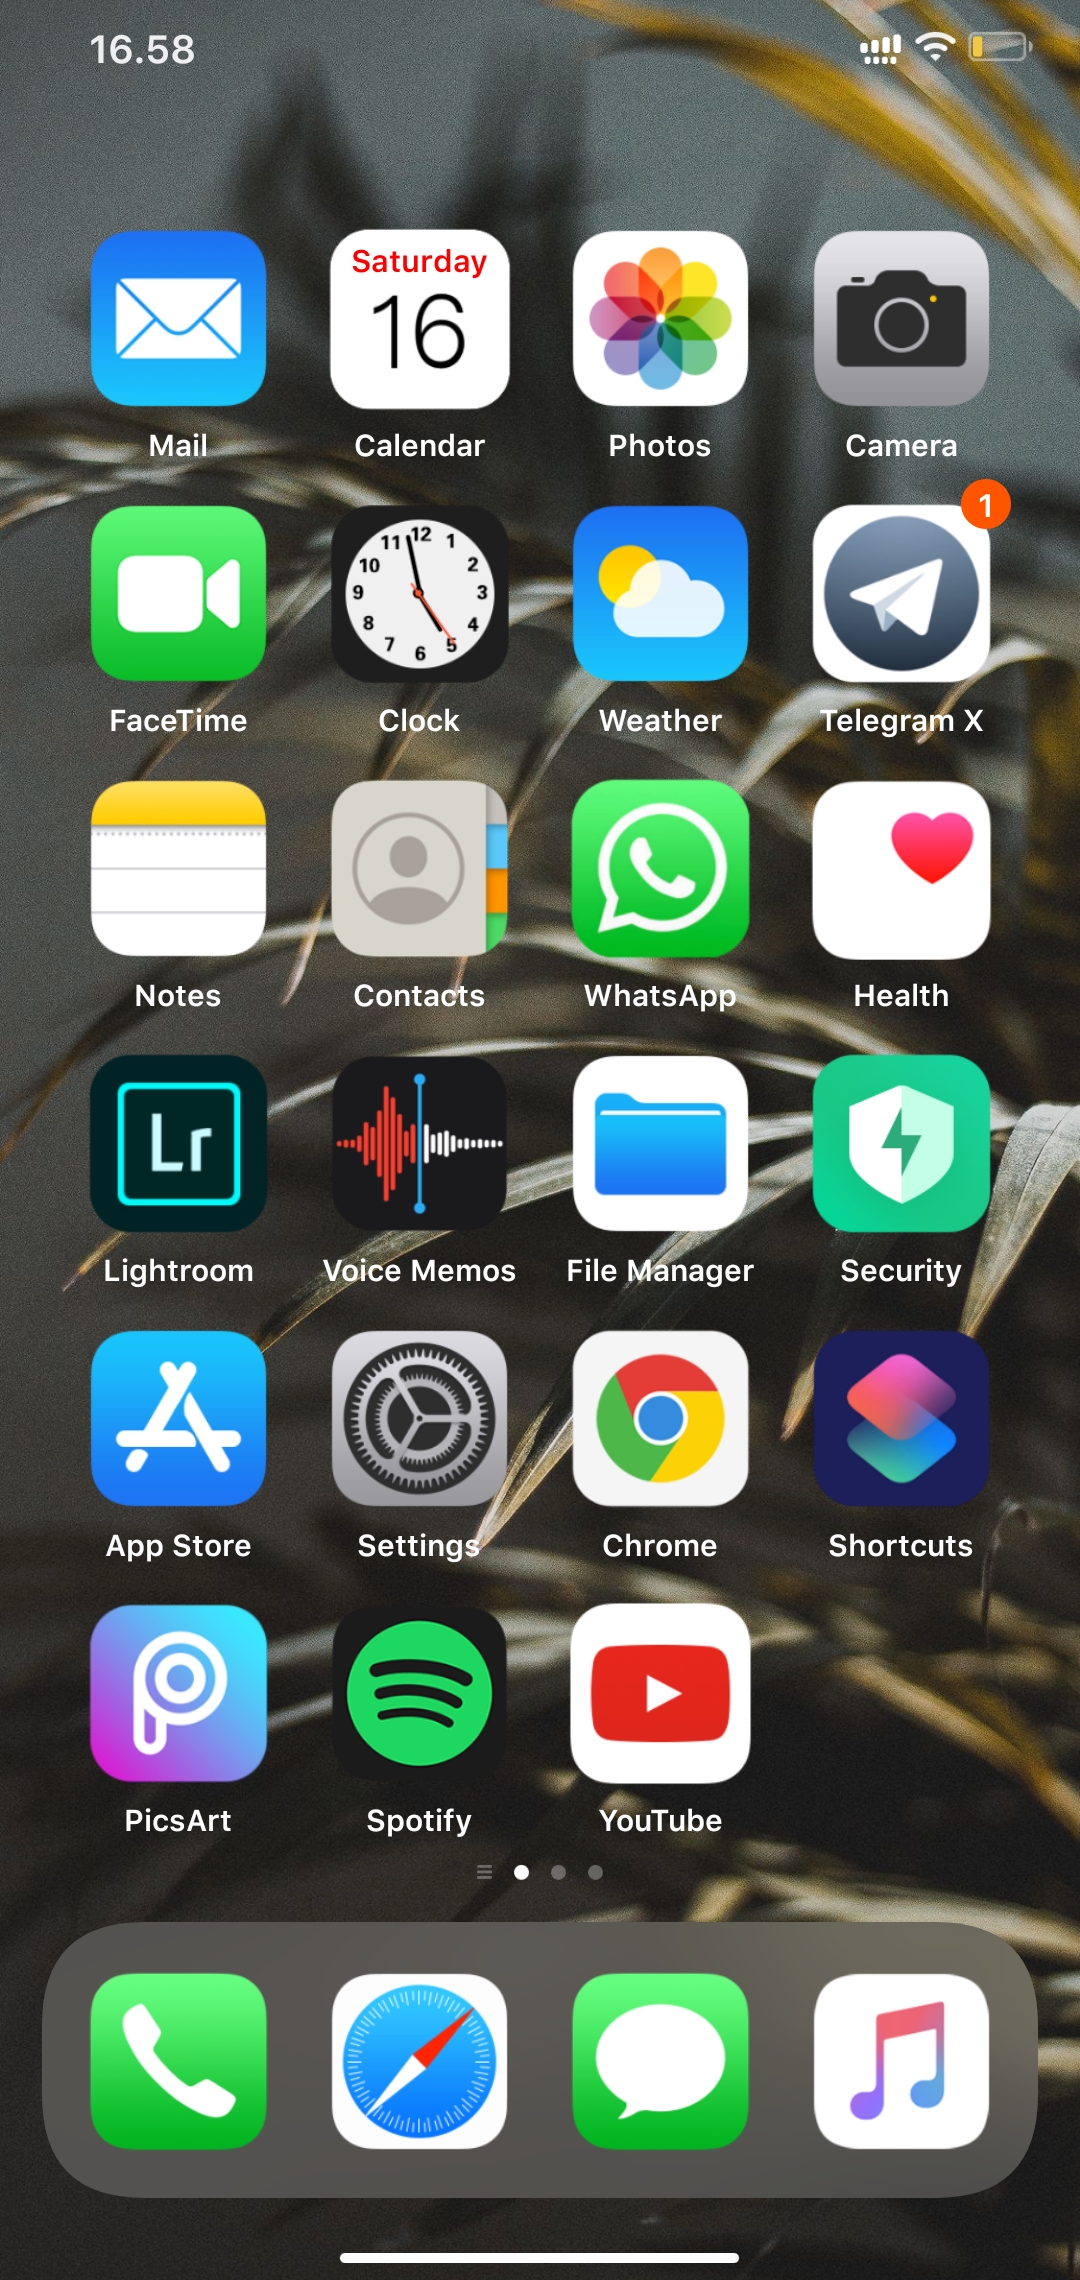 16.58
Saturday
16
Mail
Calendar
Photos
Camera
1
12
11
1
10
2
9
3
8
4
7
5
6
FaceTime
Clock
Weather
Telegram X
Notes
Contacts
WhatsApp
Health
Lr
Lightroom
Voice Memos
File Manager
Security
App Store
Settings
Chrome
Shortcuts
PicsArt
Spotify
YouTube